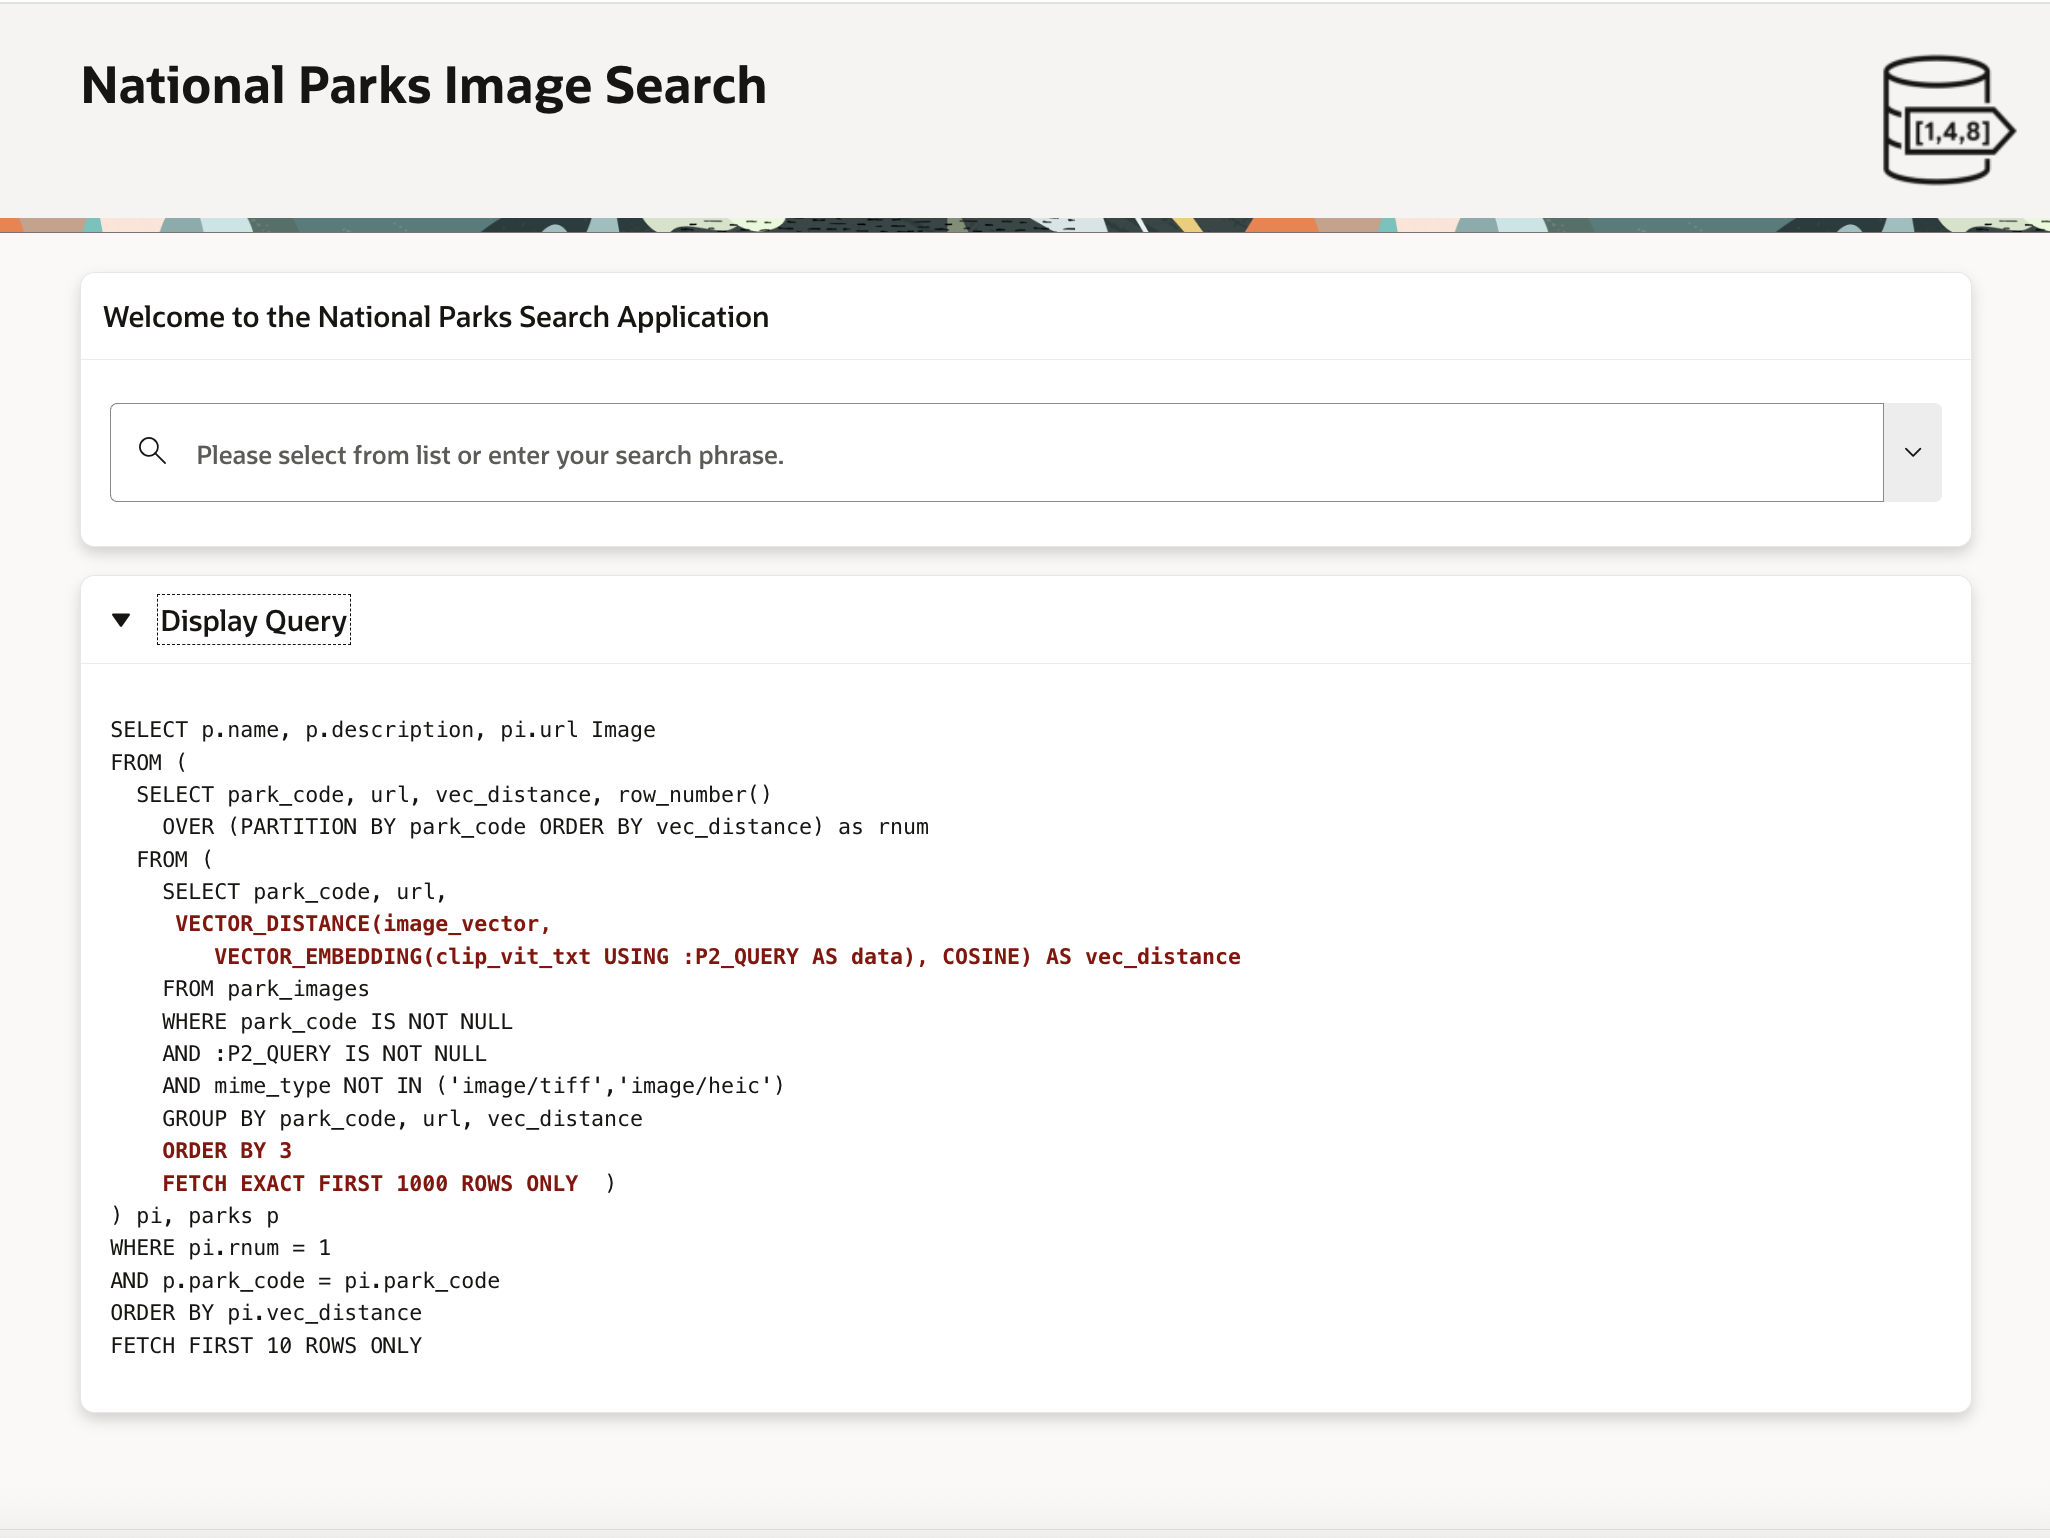 National Parks Image Search
[1,4,8]
Welcome to the National Parks Search Application
Please select from list or enter your search phrase.
Display Query
SELECT p.name, p.description, pi.url Image
FROM (
  SELECT park_code, url, vec_distance, row_number()
    OVER (PARTITION BY park_code ORDER BY vec_distance) as rnum
  FROM (
    SELECT park_code, url,
     VECTOR_DISTANCE(image_vector,
        VECTOR_EMBEDDING(clip_vit_txt USING :P2_QUERY AS data), COSINE) AS vec_distance
    FROM park_images
    WHERE park_code IS NOT NULL
    AND :P2_QUERY IS NOT NULL
    AND mime_type NOT IN ('image/tiff','image/heic')
    GROUP BY park_code, url, vec_distance
    ORDER BY 3
    FETCH EXACT FIRST 1000 ROWS ONLY  )
) pi, parks p
WHERE pi.rnum = 1
AND p.park_code = pi.park_code
ORDER BY pi.vec_distance
FETCH FIRST 10 ROWS ONLY